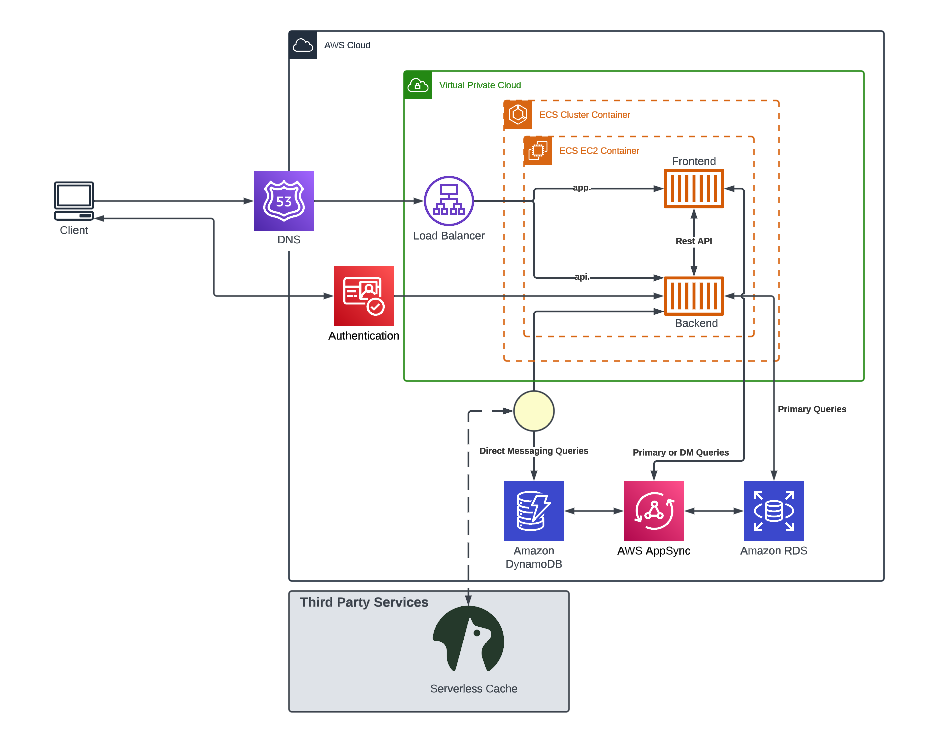 AWS Cloud
Virtual Private Cloud
ECS Cluster Container
ECS EC2 Container
Frontend
app.
53
Client
Load Balancer
DNS
Rest API
api.
Backend
Authentication
Primary Queries
Direct Messaging Queries
Primary or DM Queries
Amazon
DynamoDB
AWS AppSync
Amazon RDS
Third Party Services
Serverless Cache